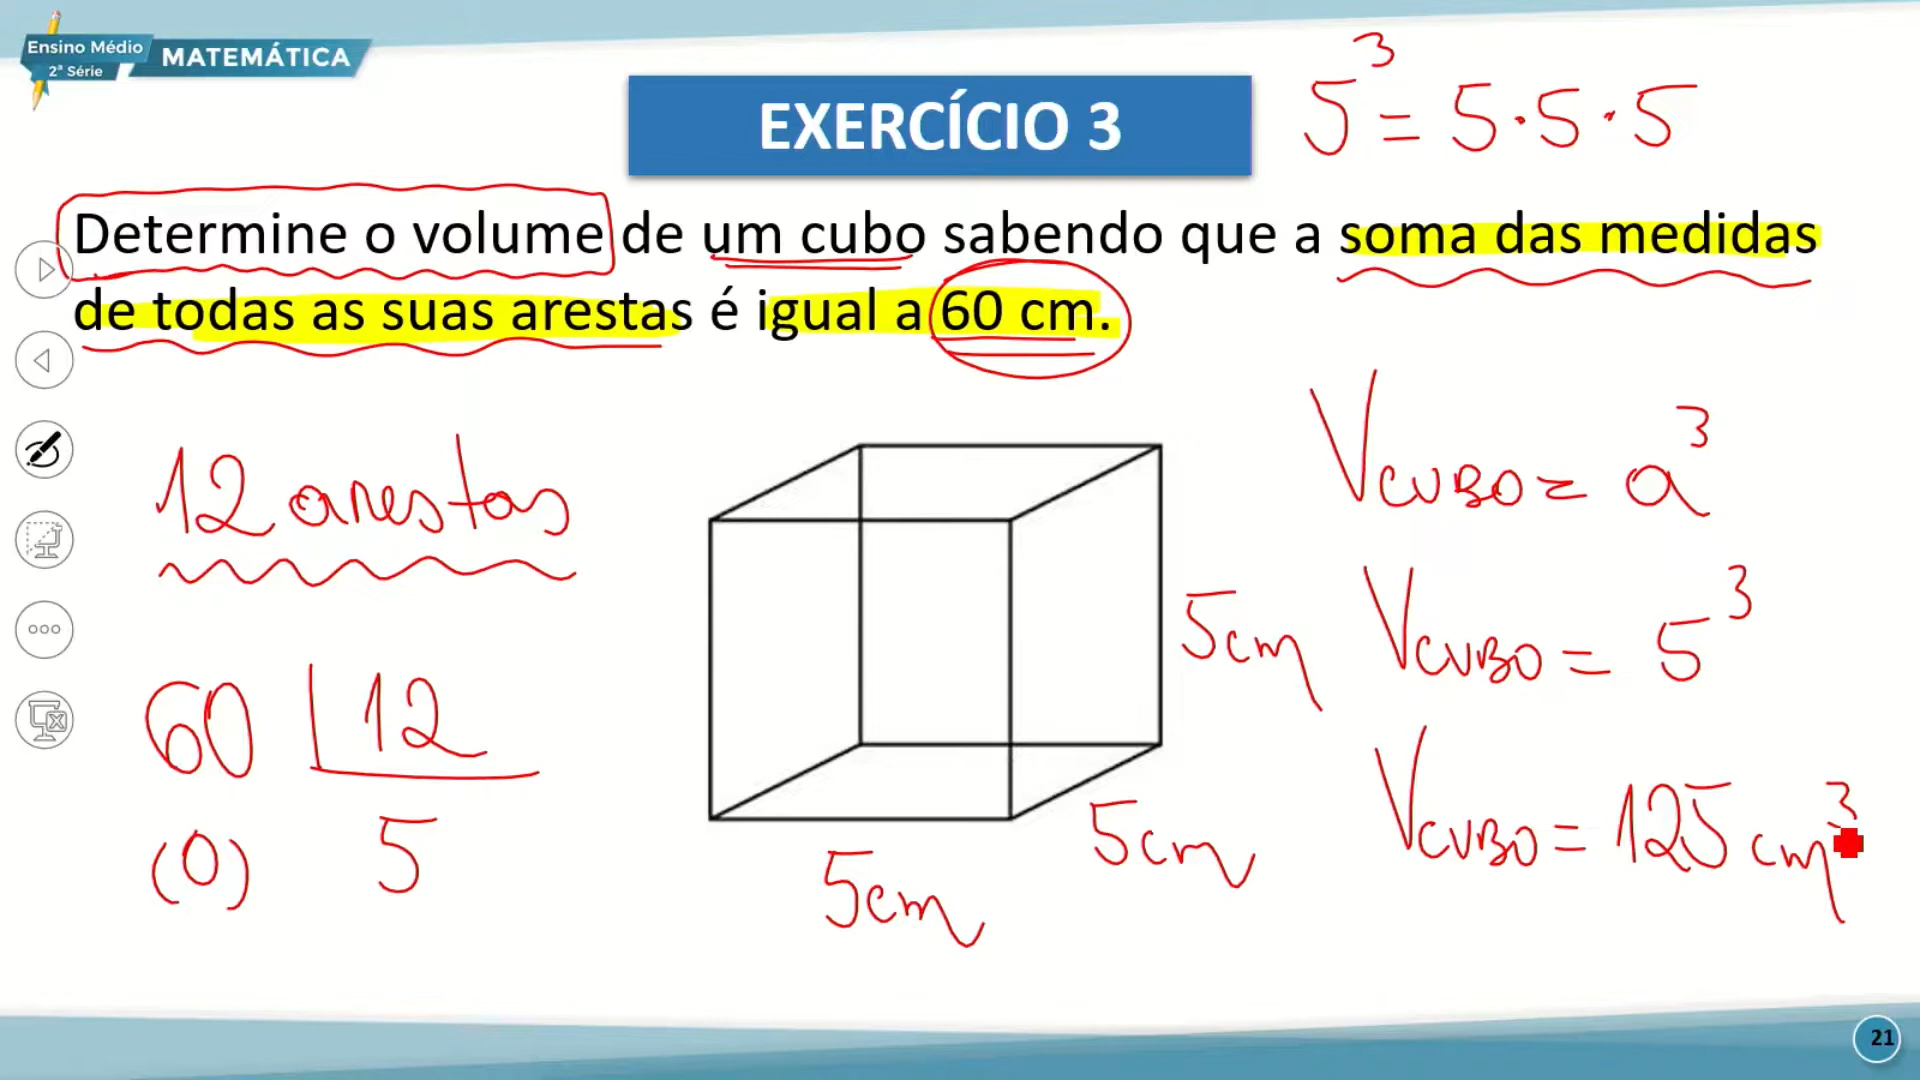 Ensino Médio
2ª Série
MATEMÁTICA
EXERCÍCIO 3
5³ = 5·5·5
Determine o volume de um cubo sabendo que a soma das medidas
de todas as suas arestas é igual a 60 cm.
12 arestas
60 12
(0) 5
5cm
5cm
5cm
VCUBO = a³
VCUBO = 5³
VCUBO = 125 cm³
21